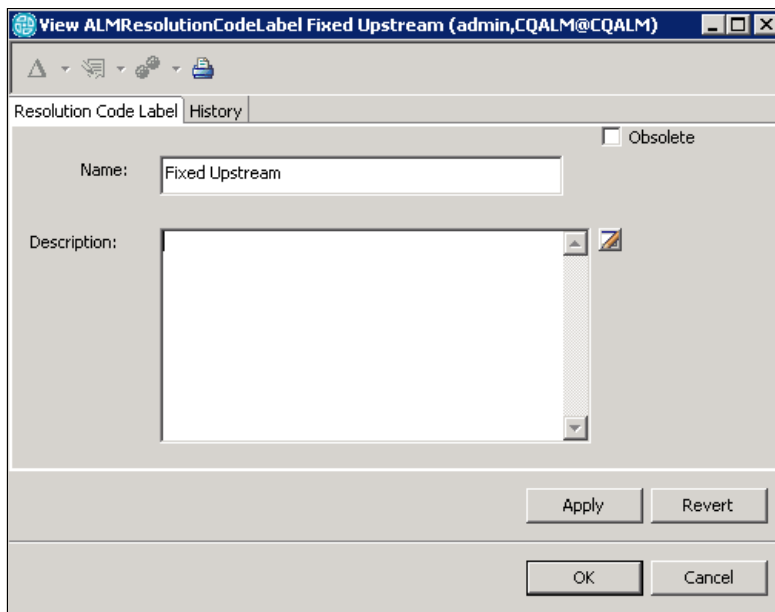 View ALMResolutionCodeLabel Fixed Upstream (admin,CQALM@CQALM)
Resolution Code Label History
Obsolete
Name: Fixed Upstream
Description:
Apply Revert
OK Cancel